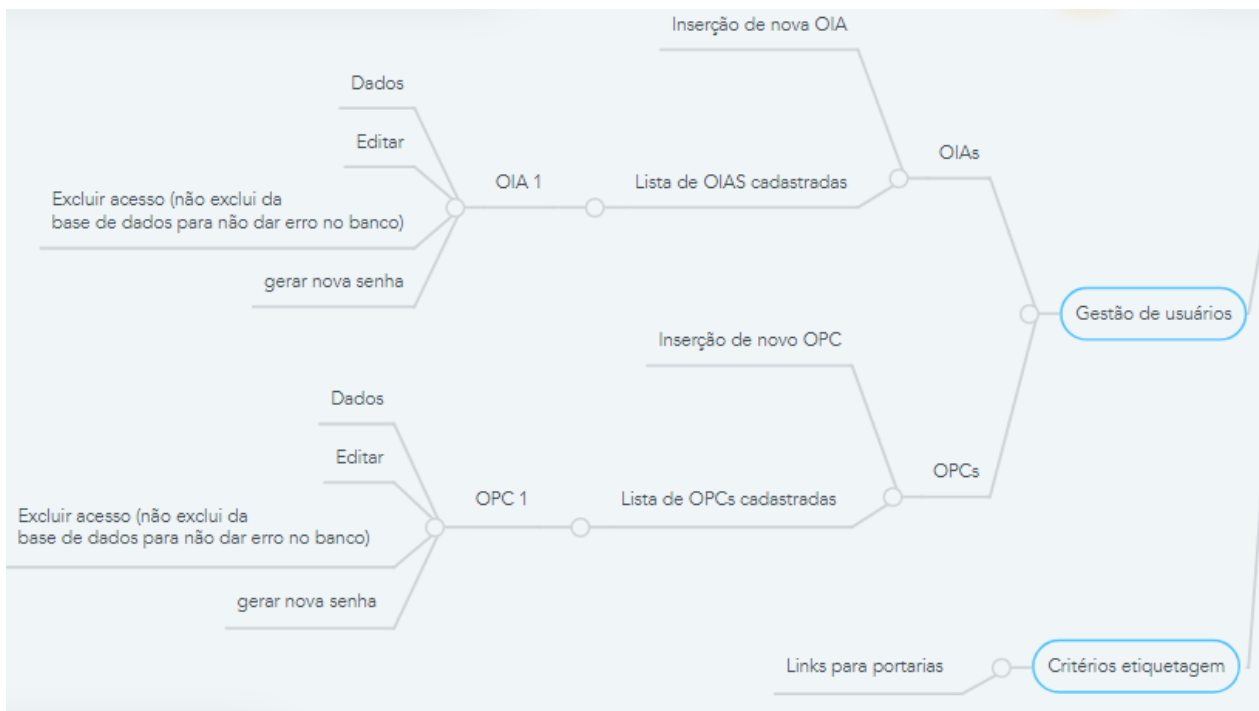 Inserção de nova OIA
Dados
Editar
OIAs
OIA 1
Lista de OIAS cadastradas
Excluir acesso (não exclui da
base de dados para não dar erro no banco)
gerar nova senha
Gestão de usuários
Inserção de novo OPC
Dados
Editar
OPCs
OPC 1
Lista de OPCs cadastradas
Excluir acesso (não exclui da
base de dados para não dar erro no banco)
gerar nova senha
Links para portarias
Critérios etiquetagem